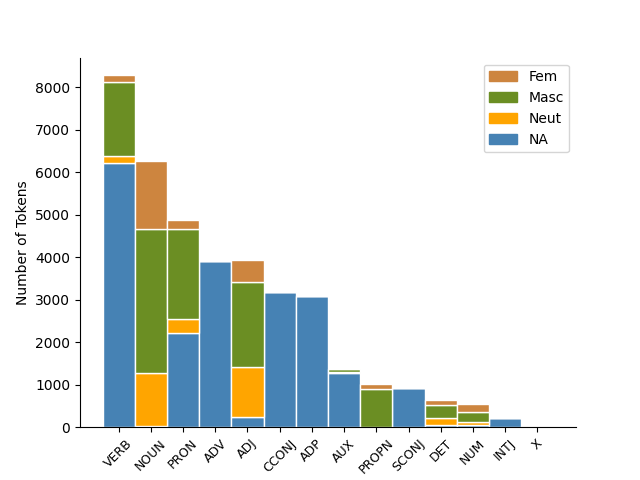 Fem
Masc
Neut
NA
Number of Tokens
8000
7000
6000
5000
4000
3000
2000
1000
0
VERB
NOUN
PRON
ADV
ADJ
CCONJ
ADP
AUX
PROPN
SCONJ
DET
NUM
INTJ
X